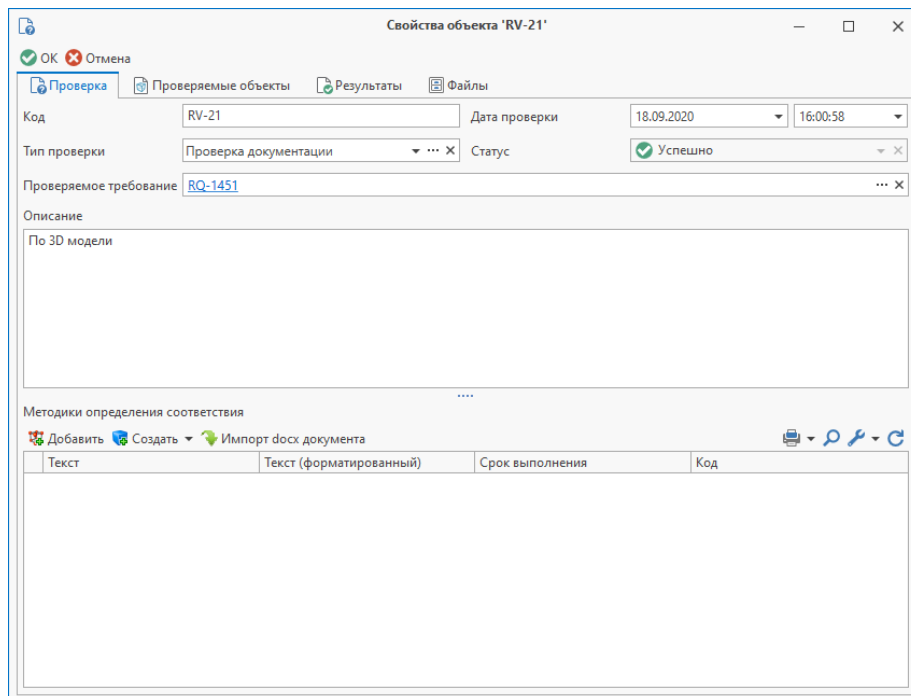 Свойства объекта 'RV-21'
ОК Отмена
Проверка Проверяемые объекты Результаты Файлы
Код RV-21 Дата проверки 18.09.2020 16:00:58
Тип проверки Проверка документации Статус Успешно
Проверяемое требование RQ-1451
Описание
По 3D модели
Методики определения соответствия
Добавить Создать Импорт docx документа
Текст Текст (форматированный) Срок выполнения Код